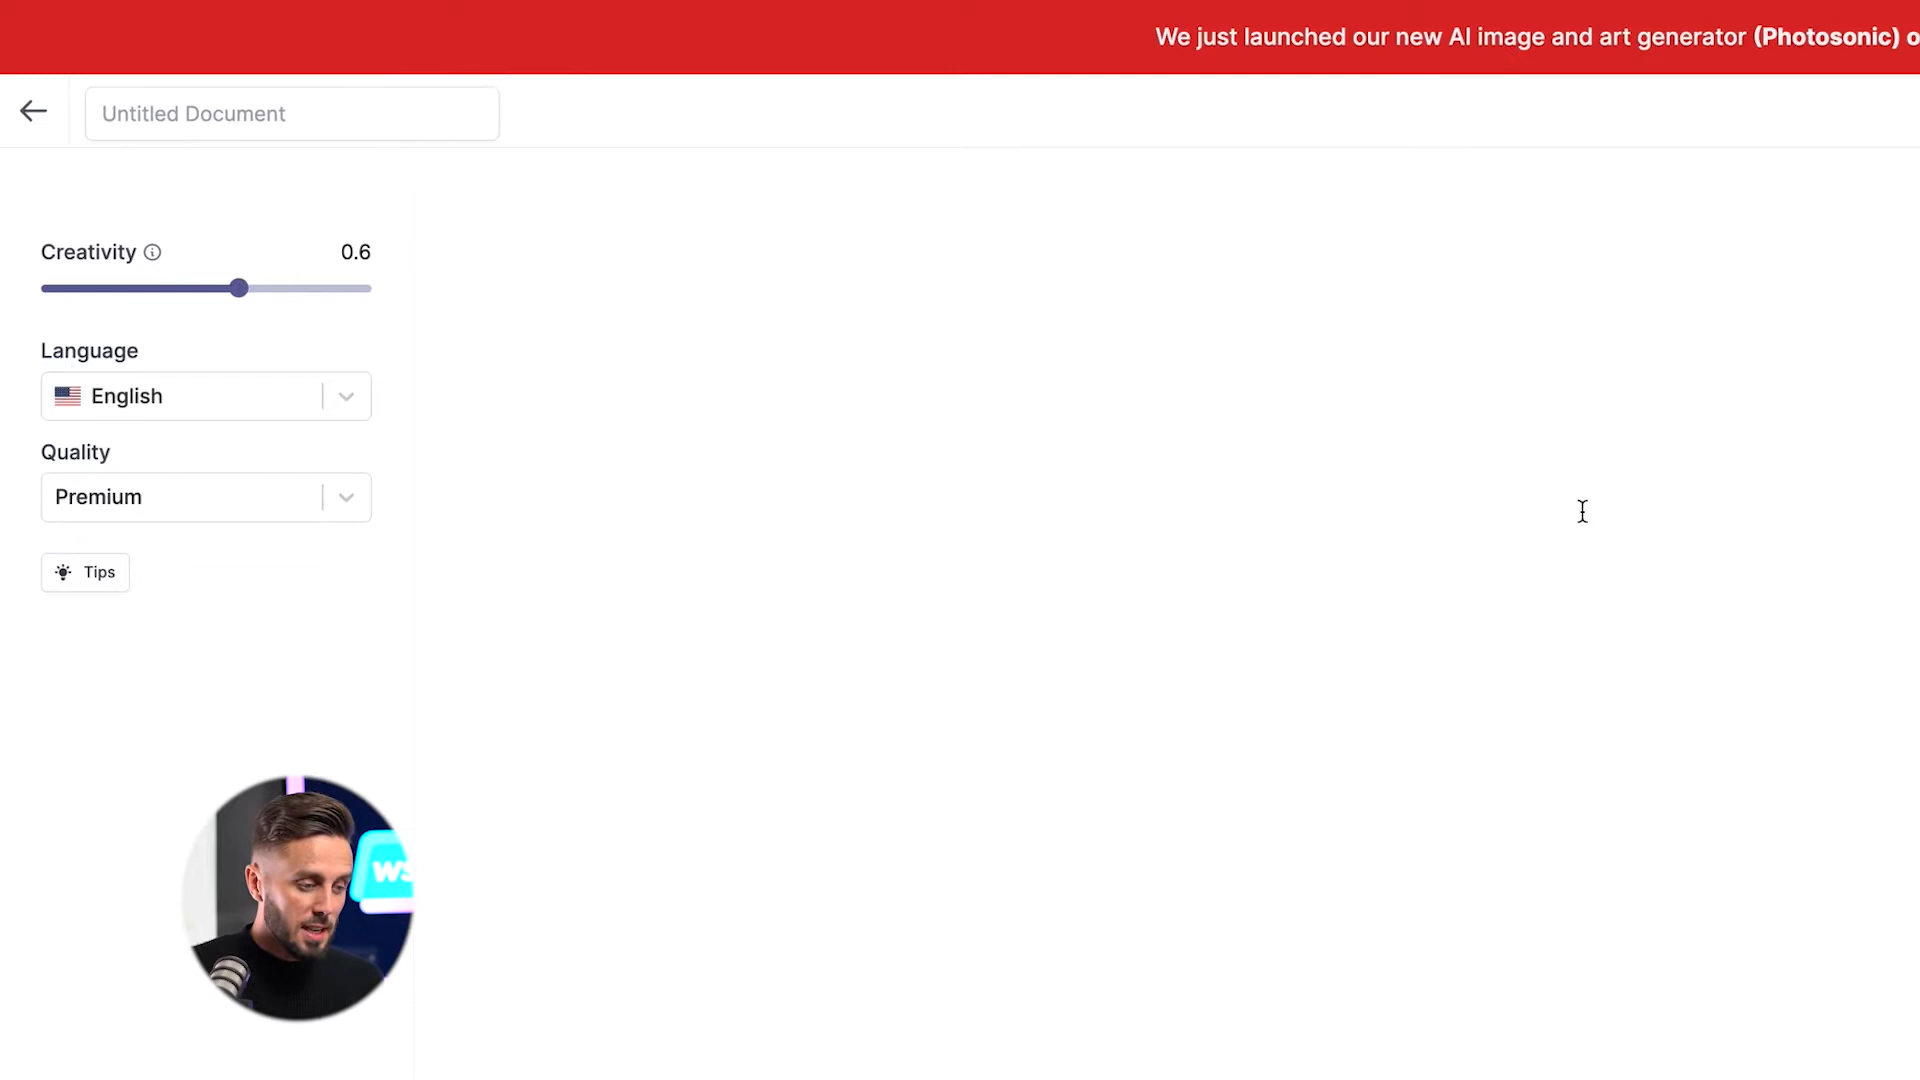 We just launched our new AI image and art generator (Photosonic) o
Untitled Document
Creativity 0.6
Language
English
Quality
Premium
Tips
WS